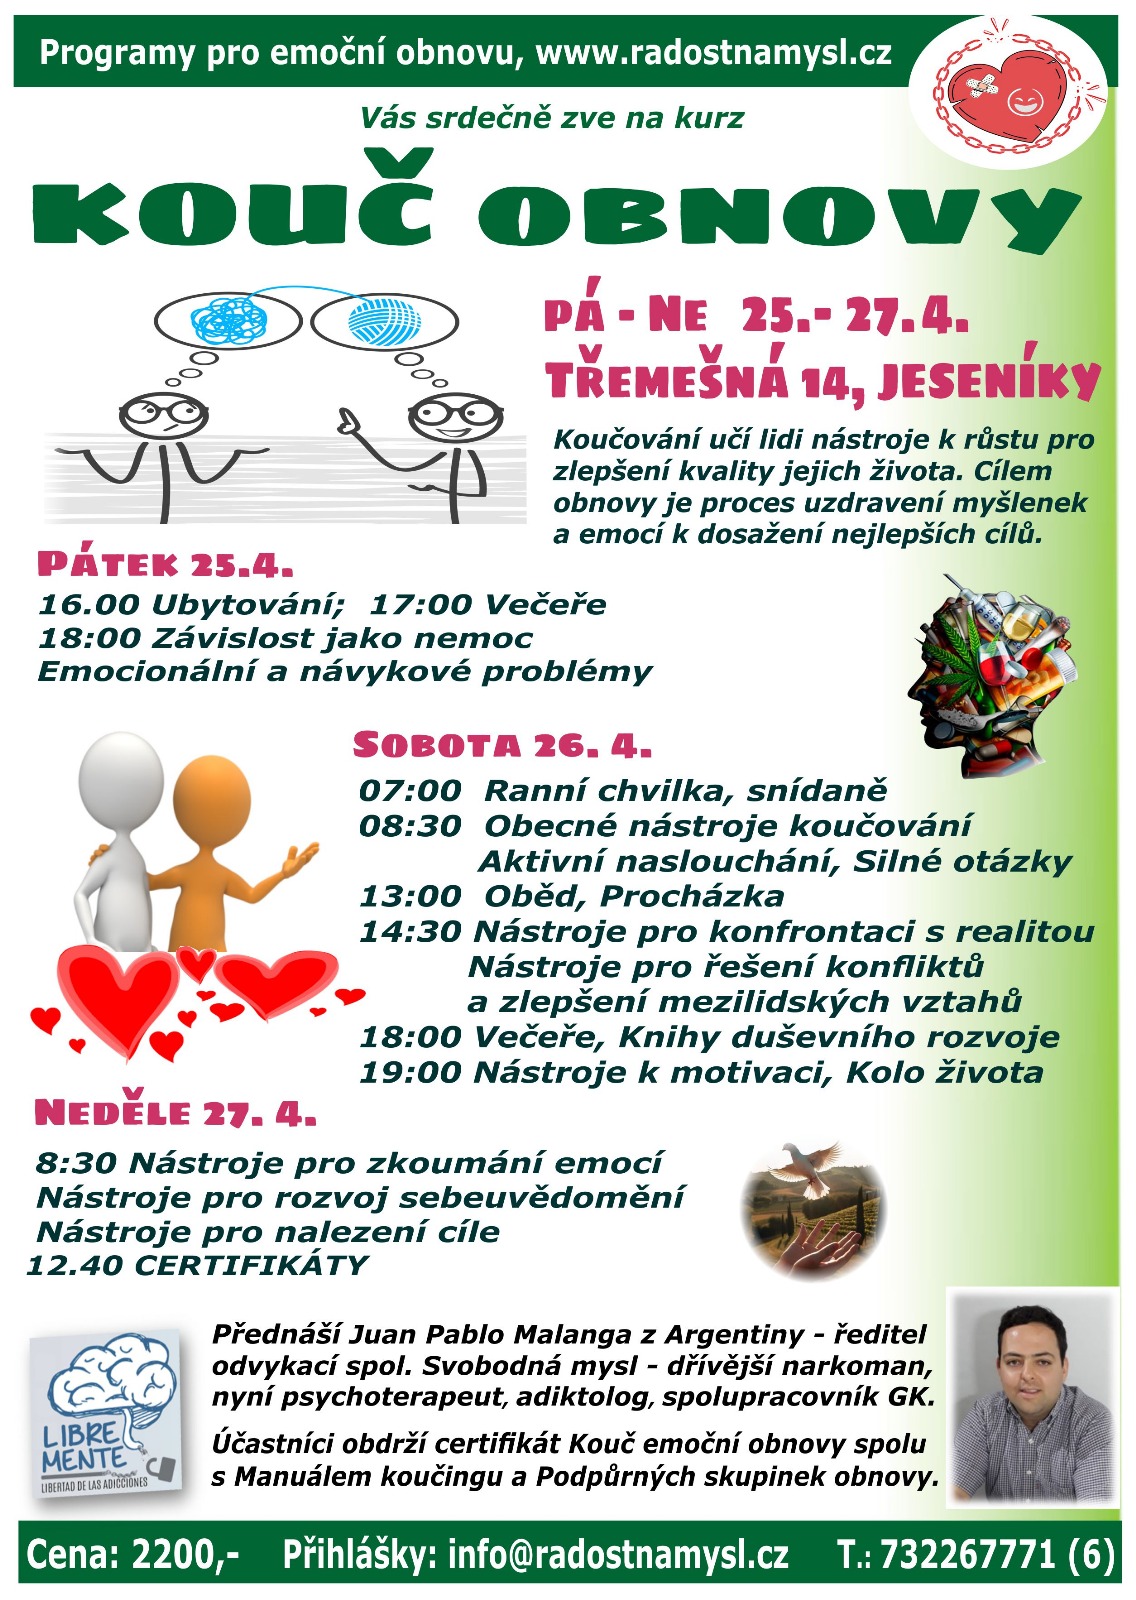 Programy pro emoční obnovu, www.radostnamysl.cz
Vás srdečně zve na kurz
KOUČ OBNOVY
PÁ - NE 25.- 27.4.
TŘEMEŠNÁ 14, JESENÍKY
Koučování učí lidi nástroje k růstu pro
zlepšení kvality jejich života. Cílem
obnovy je proces uzdravení myšlenek
a emocí k dosažení nejlepších cílů.
PÁTEK 25.4.
16.00 Ubytování; 17:00 Večeře
18:00 Závislost jako nemoc
Emocionální a návykové problémy
SOBOTA 26. 4.
07:00 Ranní chvilka, snídaně
08:30 Obecné nástroje koučování
Aktivní naslouchání, Silné otázky
13:00 Oběd, Procházka
14:30 Nástroje pro konfrontaci s realitou
Nástroje pro řešení konfliktů
a zlepšení mezilidských vztahů
18:00 Večeře, Knihy duševního rozvoje
19:00 Nástroje k motivaci, Kolo života
NEDĚLE 27. 4.
8:30 Nástroje pro zkoumání emocí
Nástroje pro rozvoj sebeuvědomění
Nástroje pro nalezení cíle
12.40 CERTIFIKÁTY
Přednáší Juan Pablo Malanga z Argentiny - ředitel
odvykací spol. Svobodná mysl - dřívější narkoman,
nyní psychoterapeut, adiktolog, spolupracovník GK.
Účastníci obdrží certifikát Kouč emoční obnovy spolu
s Manuálem koučingu a Podpůrných skupinek obnovy.
LIBRE
MENTE
LIBERTAD DE LAS ADICCIONES
Cena: 2200,- Přihlášky: info@radostnamysl.cz T.: 732267771 (6)